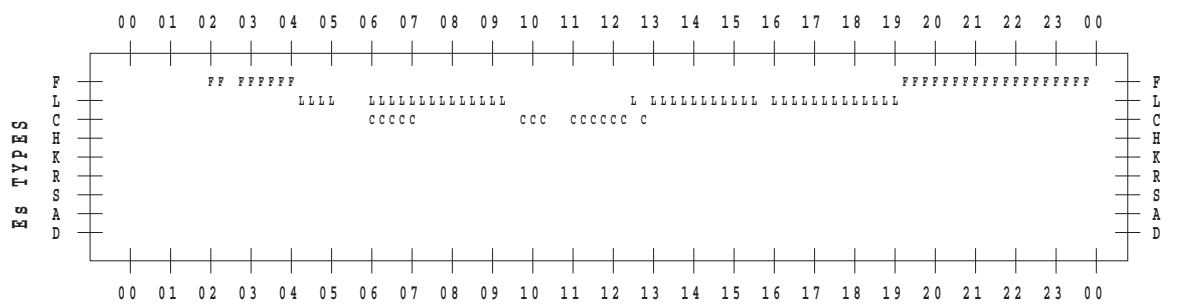 00 01 02 03 04 05 06 07 08 09 10 11 12 13 14 15 16 17 18 19 20 21 22 23 00
F FF FFFFFF FFFFFFFFFFFFFFFFFFF F
L LLLL LLLLLLLLLLLLLL L LLLLLLLLLLL LLLLLLLLLLLLL L
C CCCCC CCC CCCCCC C C
H H
K K
R R
S S
A A
D D
Es TYPES
00 01 02 03 04 05 06 07 08 09 10 11 12 13 14 15 16 17 18 19 20 21 22 23 00